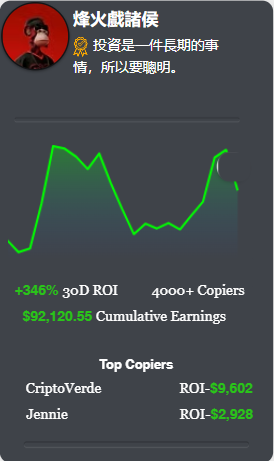 烽火戲諸侯
投資是一件長期的事
情，所以要聰明。
+346% 30D ROI 4000+ Copiers
$92,120.55 Cumulative Earnings
Top Copiers
CriptoVerde ROI-$9,602
Jennie ROI-$2,928